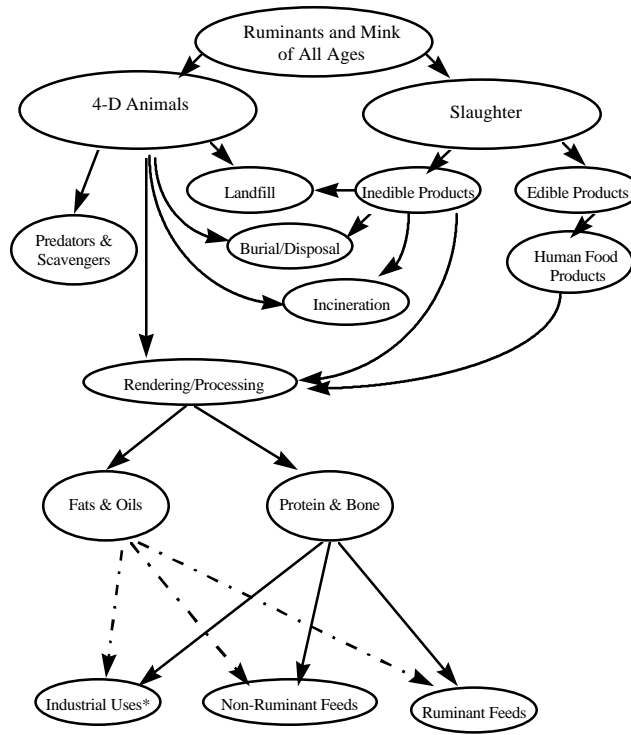 Ruminants and Mink
of All Ages
4-D Animals
Slaughter
Landfill
Inedible Products
Edible Products
Predators &
Scavengers
Burial/Disposal
Human Food
Products
Incineration
Rendering/Processing
Fats & Oils
Protein & Bone
Industrial Uses*
Non-Ruminant Feeds
Ruminant Feeds